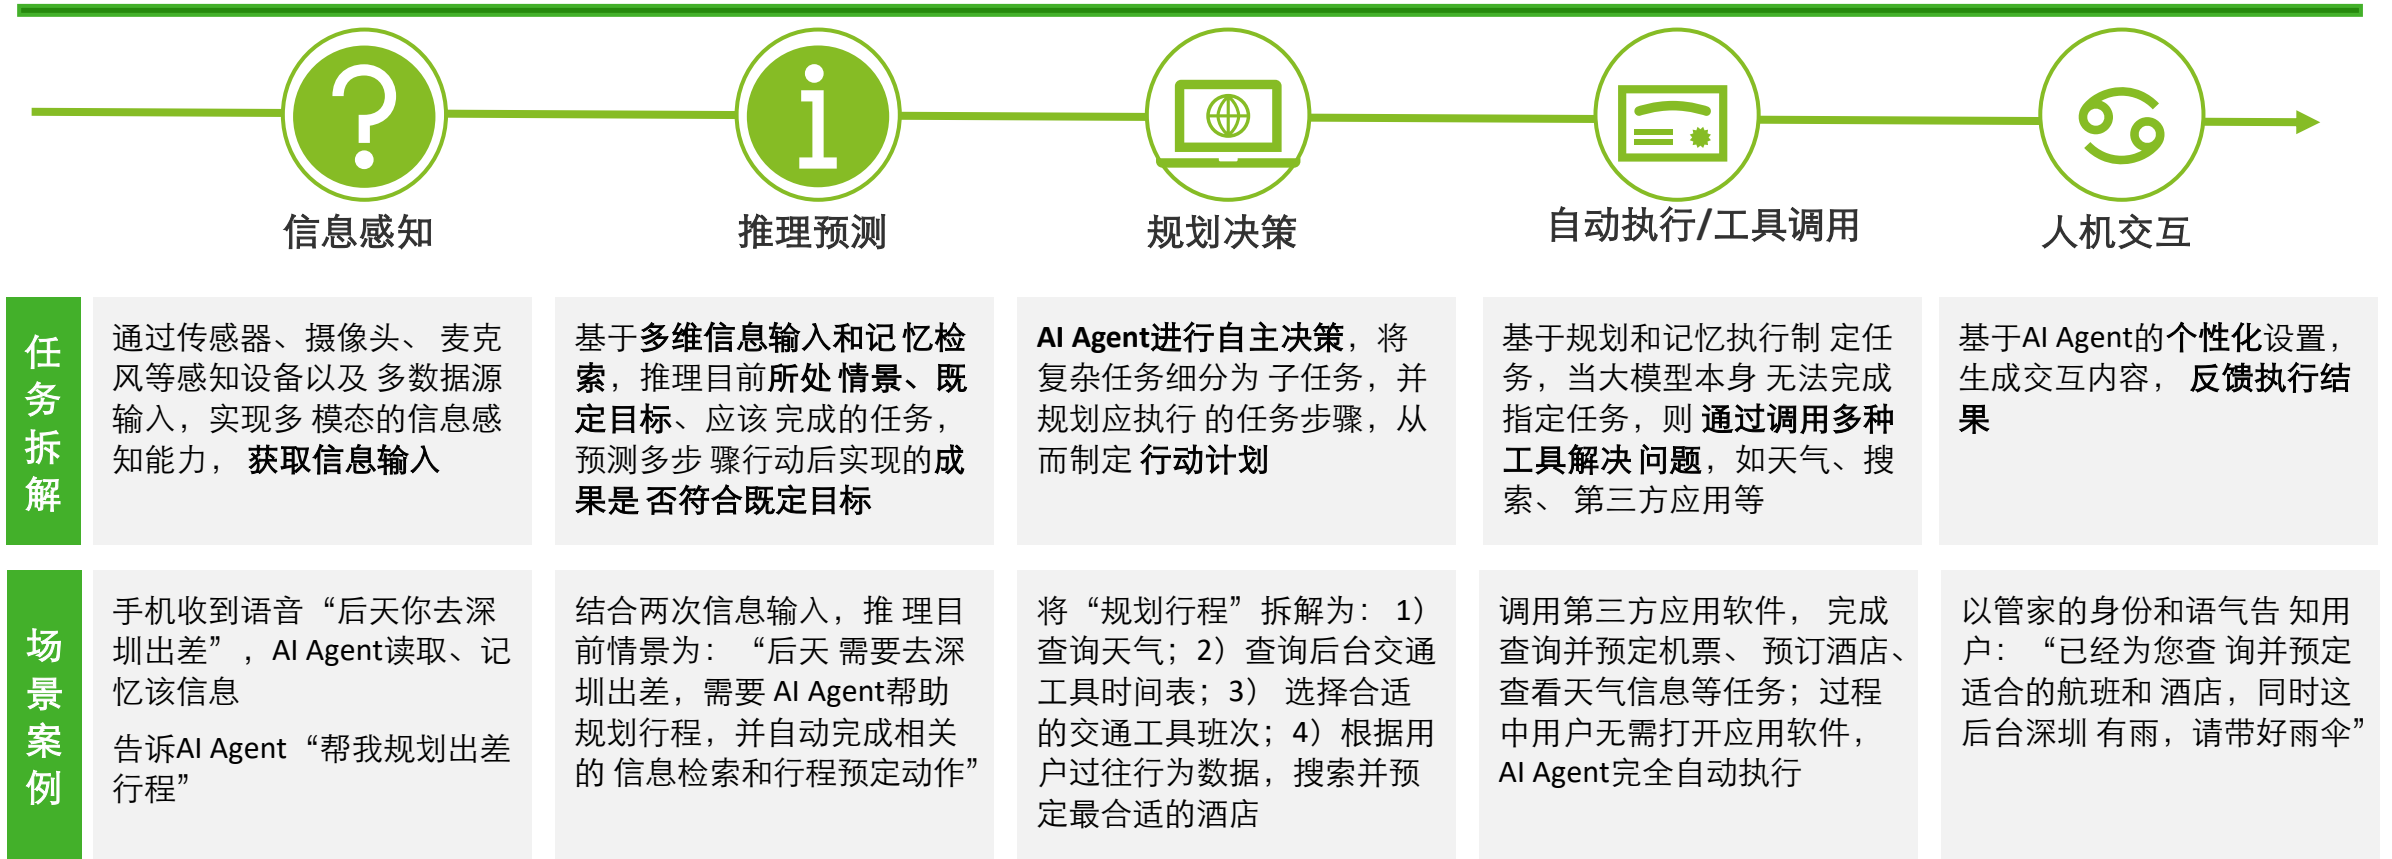 信息感知
推理预测
规划决策
自动执行/工具调用
人机交互
任务拆解
通过传感器、摄像头、 麦克
风等感知设备以及 多数据源
输入，实现多 模态的信息感
知能力， 获取信息输入
基于多维信息输入和记 忆检
索，推理目前所处 情景、既
定目标、应该 完成的任务，
预测多步 骤行动后实现的成
果是 否符合既定目标
AI Agent进行自主决策，将
复杂任务细分为 子任务，并
规划应执行 的任务步骤，从
而制定 行动计划
基于规划和记忆执行制 定任
务，当大模型本身 无法完成
指定任务，则 通过调用多种
工具解决 问题，如天气、搜
索、 第三方应用等
基于AI Agent的个性化设置，
生成交互内容， 反馈执行结
果
场景案例
手机收到语音“后天你去深
圳出差”，AI Agent读取、记
忆该信息
告诉AI Agent“帮我规划出差
行程”
结合两次信息输入，推 理目
前情景为：“后天 需要去深
圳出差，需要 AI Agent帮助
规划行程，并自动完成相关
的 信息检索和行程预定动作”
将“规划行程”拆解为： 1）
查询天气；2）查询后台交通
工具时间表；3） 选择合适
的交通工具班次；4）根据用
户过往行为数据，搜索并预
定最合适的酒店
调用第三方应用软件， 完成
查询并预定机票、 预订酒店、
查看天气信息等任务；过程
中用户无需打开应用软件，
AI Agent完全自动执行
以管家的身份和语气告 知用
户： “已经为您查 询并预定
适合的航班和 酒店，同时这
后台深圳 有雨，请带好雨伞”